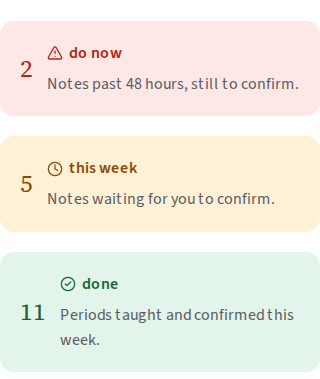 do now
2
Notes past 48 hours, still to confirm.
this week
5
Notes waiting for you to confirm.
done
11
Periods taught and confirmed this
week.